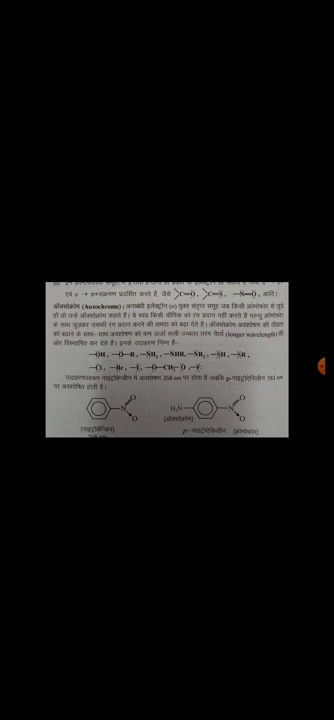 एवं n → π* संक्रमण प्रदर्शित करते हैं, जैसे >C=O, >C=S, —N=O, आदि।
ऑक्सोक्रोम (Auxochrome) : अनाबंधी इलेक्ट्रॉन (n) युक्त संतृप्त समूह जब किसी क्रोमोफोर से जुड़े
हों तो उन्हें ऑक्सोक्रोम कहते हैं। ये स्वयं किसी यौगिक को रंग प्रदान नहीं करते हैं परन्तु क्रोमोफोर
के साथ जुड़कर उसकी रंग प्रदान करने की क्षमता को बढ़ा देते हैं। ऑक्सोक्रोम अवशोषण की तीव्रता
को बढ़ाने के साथ-साथ अवशोषण को कम ऊर्जा वाली उच्चतर तरंग दैर्ध्य (longer wavelength) की
ओर विस्थापित कर देते हैं। इनके उदाहरण निम्न हैं-
—OH, —O—R, —NH₂, —NHR, —NR₂, —SH, —SR,
—Cl, —Br, —I, —O—CH₂—O, —F:
उदाहरणस्वरूप नाइट्रोबेन्जीन में अवशोषण 268 nm पर होता है जबकि p-नाइट्रोऐनिलीन 381 nm
पर अवशोषित होती है।
N O O H₂N N O O
(ऑक्सोक्रोम)
(नाइट्रोबेन्जिन) p- नाइट्रोऐनिलीन (क्रोमोफोर)